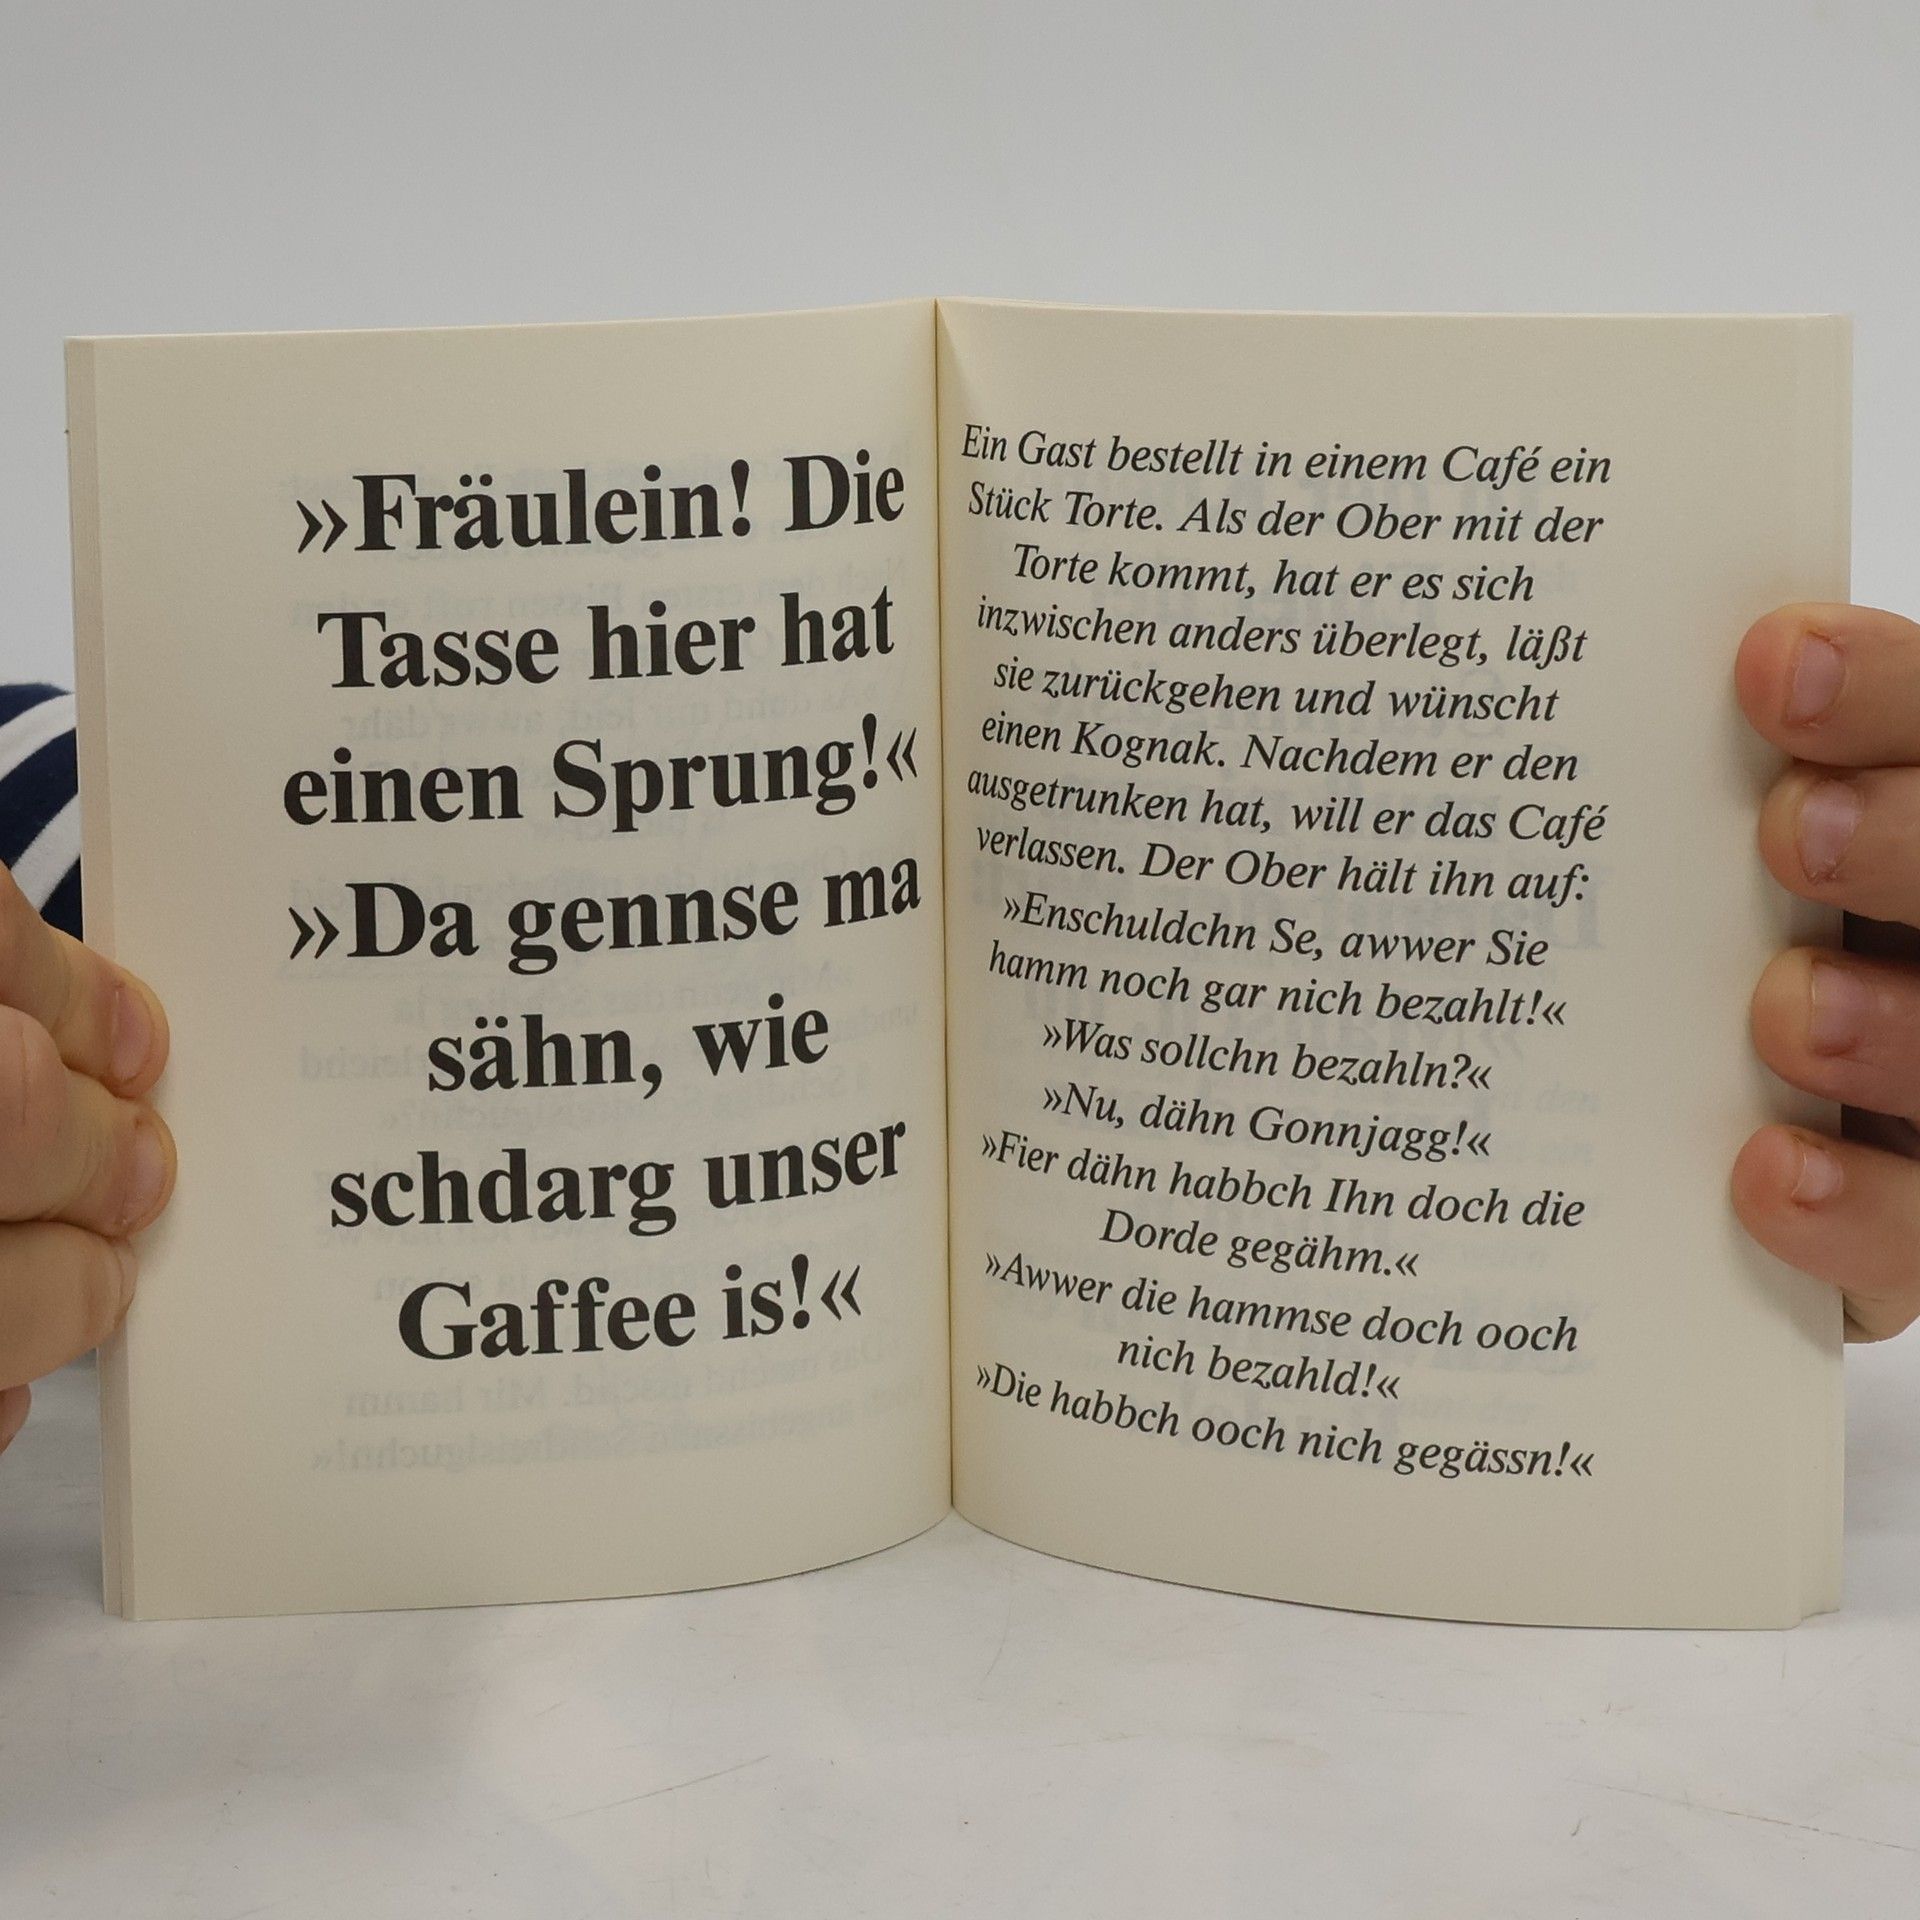 »Fräulein! Die
Tasse hier hat
einen Sprung!«
»Da gennse ma
sähn, wie
schdarg unser
Gaffee is!«
Ein Gast bestellt in einem Café ein
Stück Torte. Als der Ober mit der
Torte kommt, hat er es sich
inzwischen anders überlegt, läßt
sie zurückgehen und wünscht
einen Kognak. Nachdem er den
ausgetrunken hat, will er das Café
verlassen. Der Ober hält ihn auf:
»Enschuldchn Se, awwer Sie
hamm noch gar nich bezahlt!«
»Was sollchn bezahln?«
»Nu, dähn Gonnjagg!«
»Fier dähn habbch Ihn doch die
Dorde gegähm.«
»Awwer die hammse doch ooch
nich bezahld!«
»Die habbch ooch nich gegässn!«